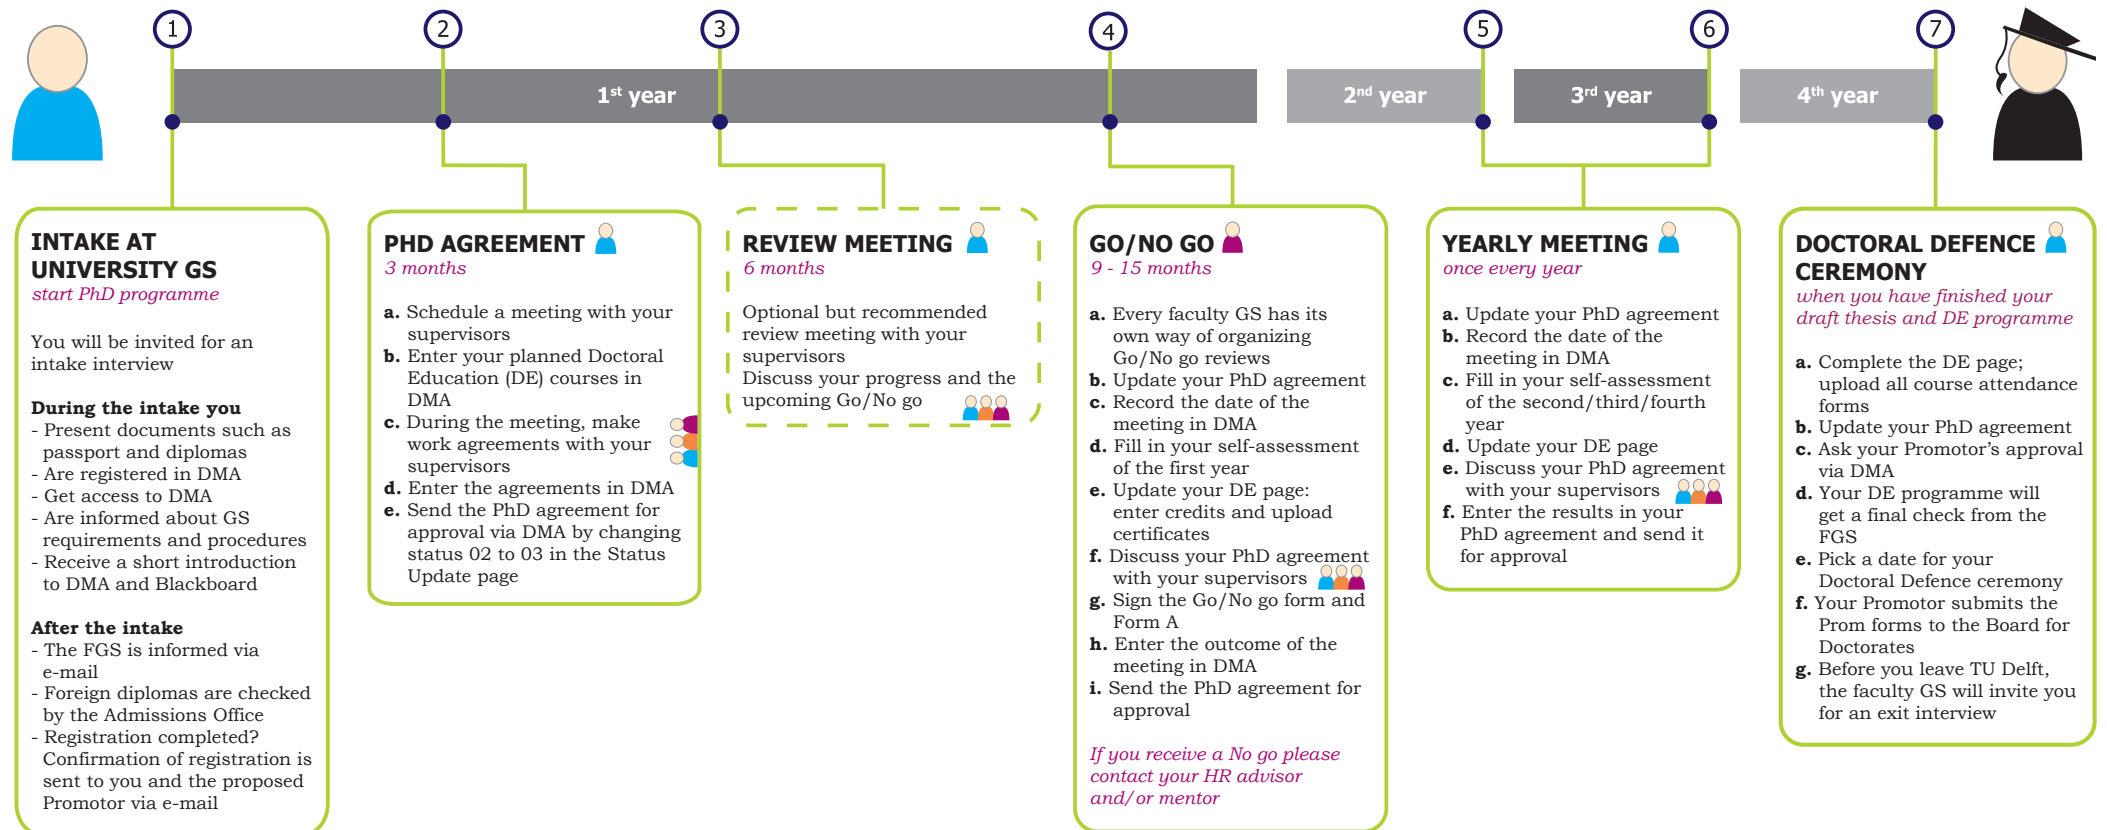 1
2
3
4
5
6
7
1st year
2nd year
3rd year
4th year
INTAKE AT
UNIVERSITY GS
start PhD programme
You will be invited for an
intake interview
During the intake you
- Present documents such as
passport and diplomas
- Are registered in DMA
- Get access to DMA
- Are informed about GS
requirements and procedures
- Receive a short introduction
to DMA and Blackboard
After the intake
- The FGS is informed via
e-mail
- Foreign diplomas are checked
by the Admissions Office
- Registration completed?
Confirmation of registration is
sent to you and the proposed
Promotor via e-mail
PHD AGREEMENT
3 months
a. Schedule a meeting with your
supervisors
b. Enter your planned Doctoral
Education (DE) courses in
DMA
c. During the meeting, make
work agreements with your
supervisors
d. Enter the agreements in DMA
e. Send the PhD agreement for
approval via DMA by changing
status 02 to 03 in the Status
Update page
REVIEW MEETING
6 months
Optional but recommended
review meeting with your
supervisors
Discuss your progress and the
upcoming Go/No go
GO/NO GO
9 - 15 months
a. Every faculty GS has its
own way of organizing
Go/No go reviews
b. Update your PhD agreement
c. Record the date of the
meeting in DMA
d. Fill in your self-assessment
of the first year
e. Update your DE page:
enter credits and upload
certificates
f. Discuss your PhD agreement
with your supervisors
g. Sign the Go/No go form and
Form A
h. Enter the outcome of the
meeting in DMA
i. Send the PhD agreement for
approval
If you receive a No go please
contact your HR advisor
and/or mentor
YEARLY MEETING
once every year
a. Update your PhD agreement
b. Record the date of the
meeting in DMA
c. Fill in your self-assessment
of the second/third/fourth
year
d. Update your DE page
e. Discuss your PhD agreement
with your supervisors
f. Enter the results in your
PhD agreement and send it
for approval
DOCTORAL DEFENCE
CEREMONY
when you have finished your
draft thesis and DE programme
a. Complete the DE page;
upload all course attendance
forms
b. Update your PhD agreement
c. Ask your Promotor's approval
via DMA
d. Your DE programme will
get a final check from the
FGS
e. Pick a date for your
Doctoral Defence ceremony
f. Your Promotor submits the
Prom forms to the Board for
Doctorates
g. Before you leave TU Delft,
the faculty GS will invite you
for an exit interview